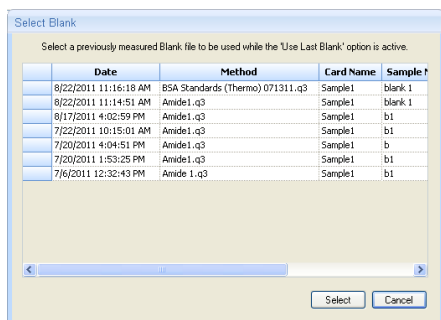 Select Blank
Select a previously measured Blank file to be used while the 'Use Last Blank' option is active.
Date Method Card Name Sample N
8/22/2011 11:16:18 AM BSA Standards (Thermo) 071311.q3 Sample1 blank 1
8/22/2011 11:14:51 AM Amide1.q3 Sample1 blank 1
8/17/2011 4:02:59 PM Amide1.q3 Sample1 b1
7/22/2011 10:15:01 AM Amide1.q3 Sample1 b1
7/20/2011 4:04:51 PM Amide1.q3 Sample1 b
7/20/2011 1:53:25 PM Amide1.q3 Sample1 b1
7/6/2011 12:32:43 PM Amide 1.q3 Sample1 b1
Select Cancel